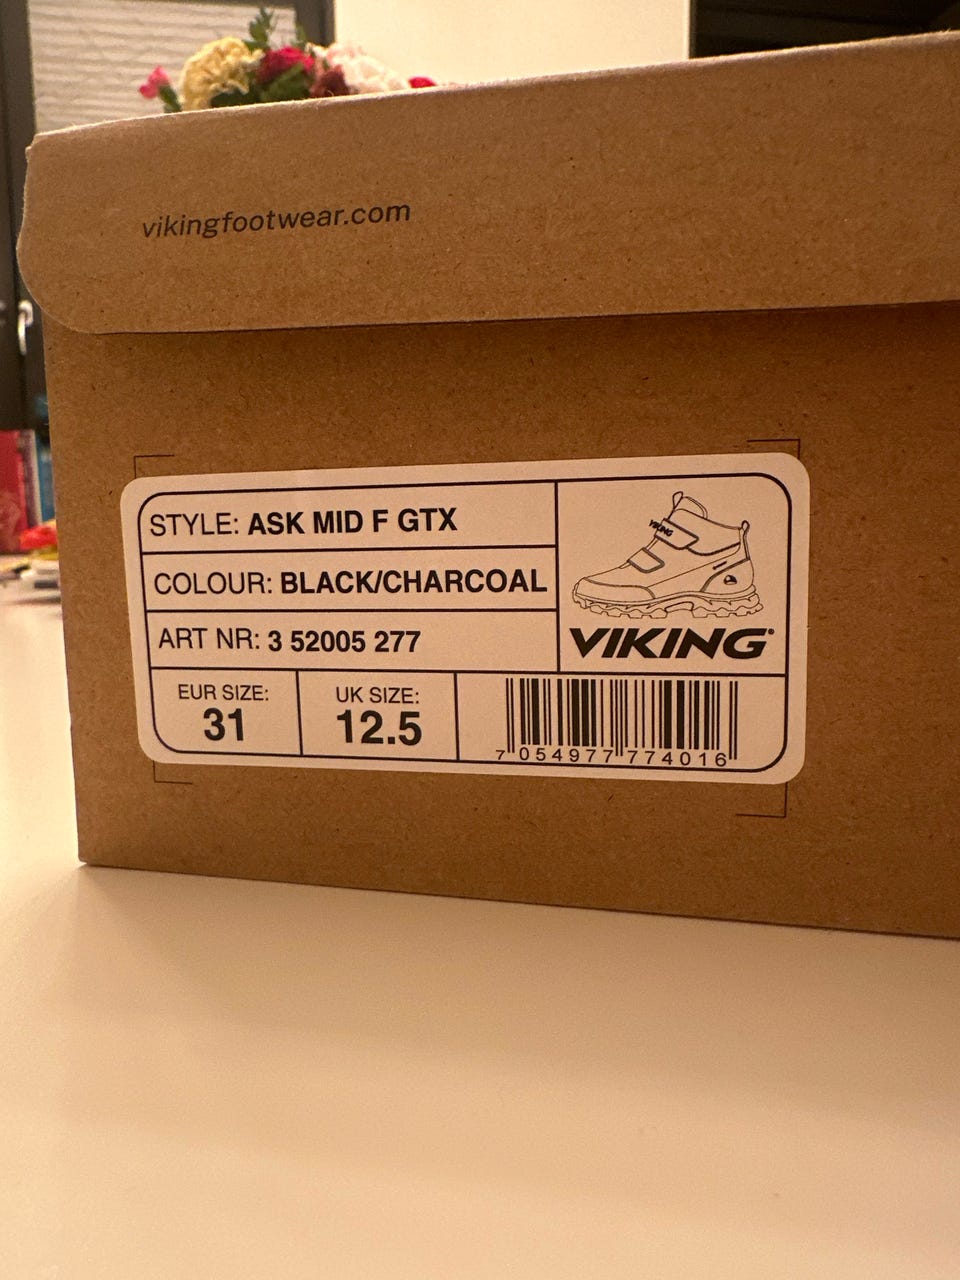 vikingfootwear.com
STYLE: ASK MID F GTX
COLOUR: BLACK/CHARCOAL
ART NR: 3 52005 277
VIKING
VIKING®
EUR SIZE:
31
UK SIZE:
12.5
7 054977 774016